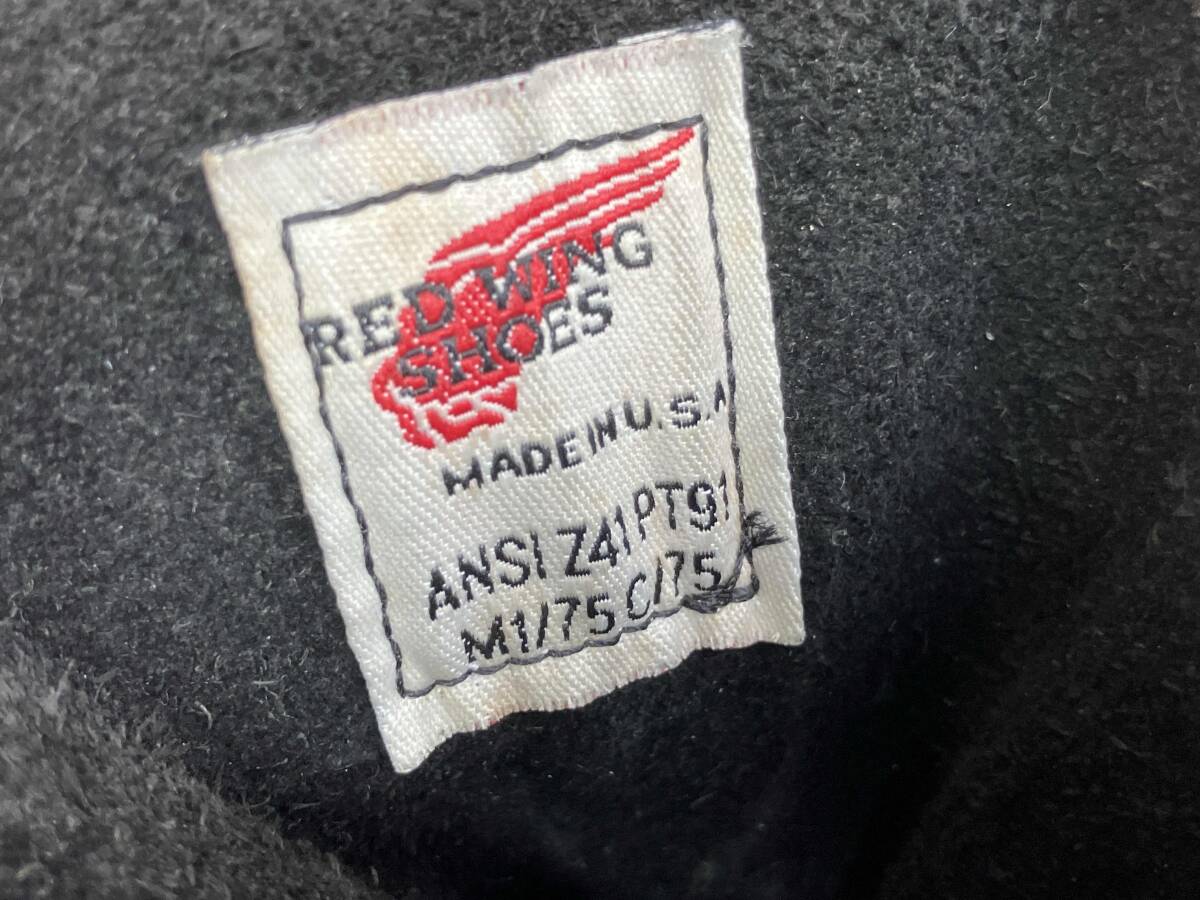 RED WING
SHOES
MADE IN U.S.A
ANSI Z41 PT91
M1/75 C/75